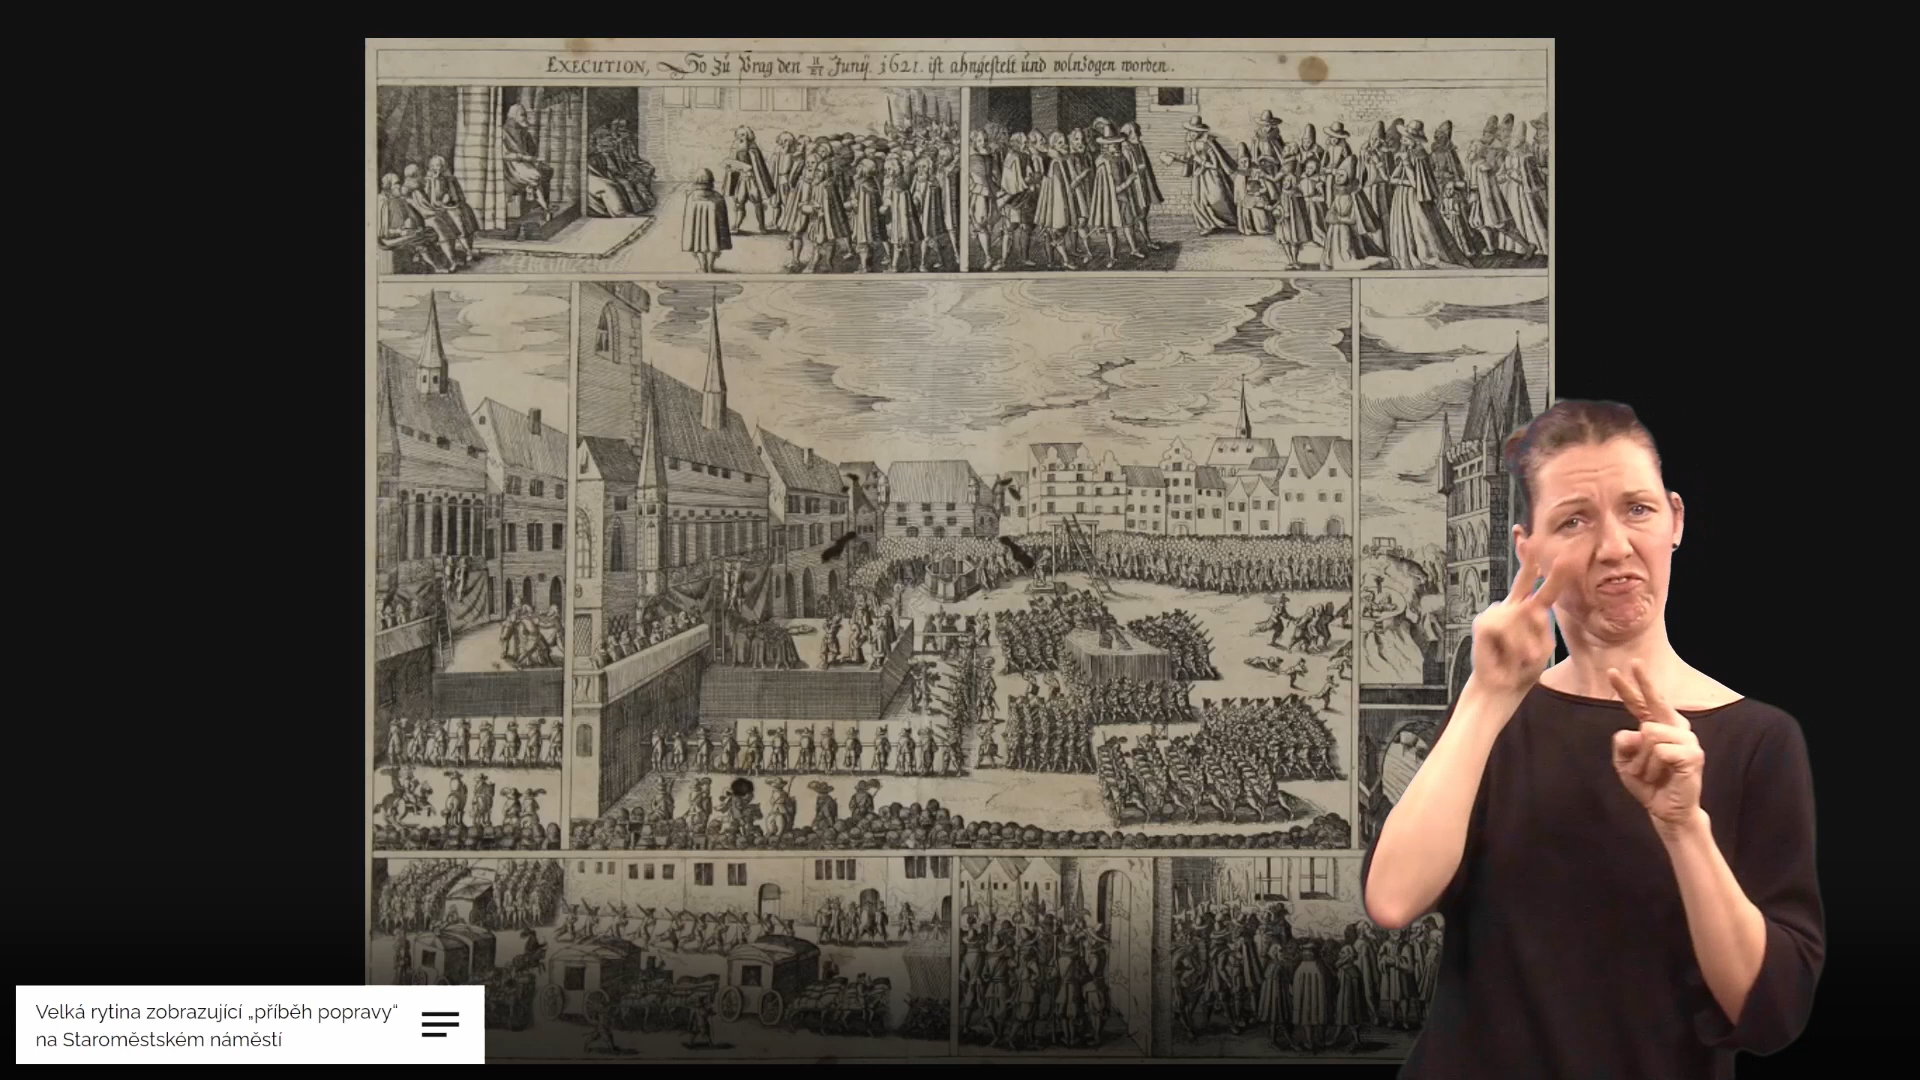 EXECUTION, So zu Prag den 11/21 Junij. 1621. ist ahngestelt und volnzogen worden.
Velká rytina zobrazující „příběh popravy“
na Staroměstském náměstí